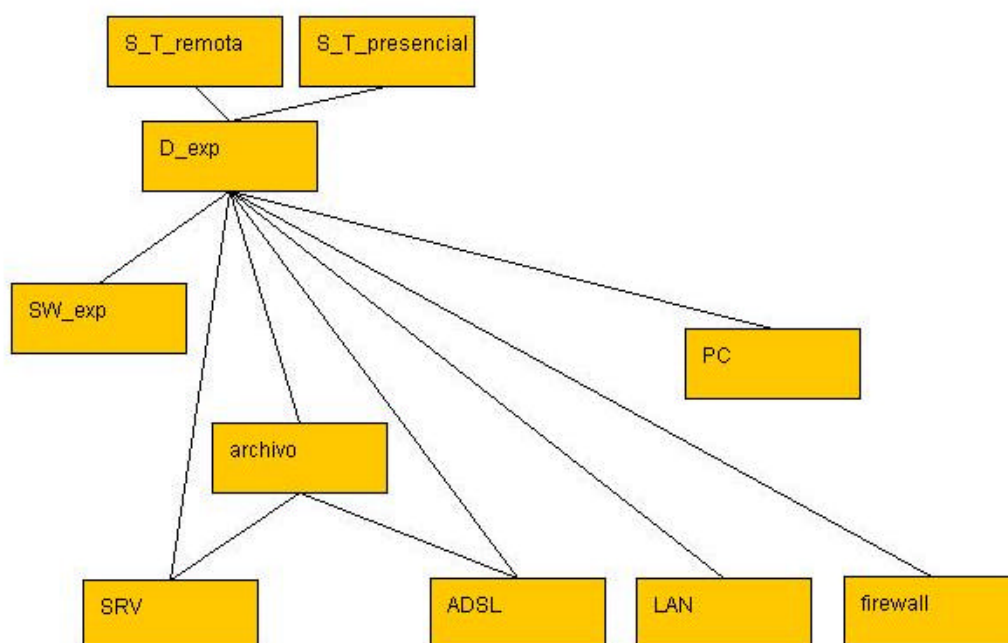 S_T_remota
S_T_presencial
D_exp
SW_exp
PC
archivo
SRV
ADSL
LAN
firewall